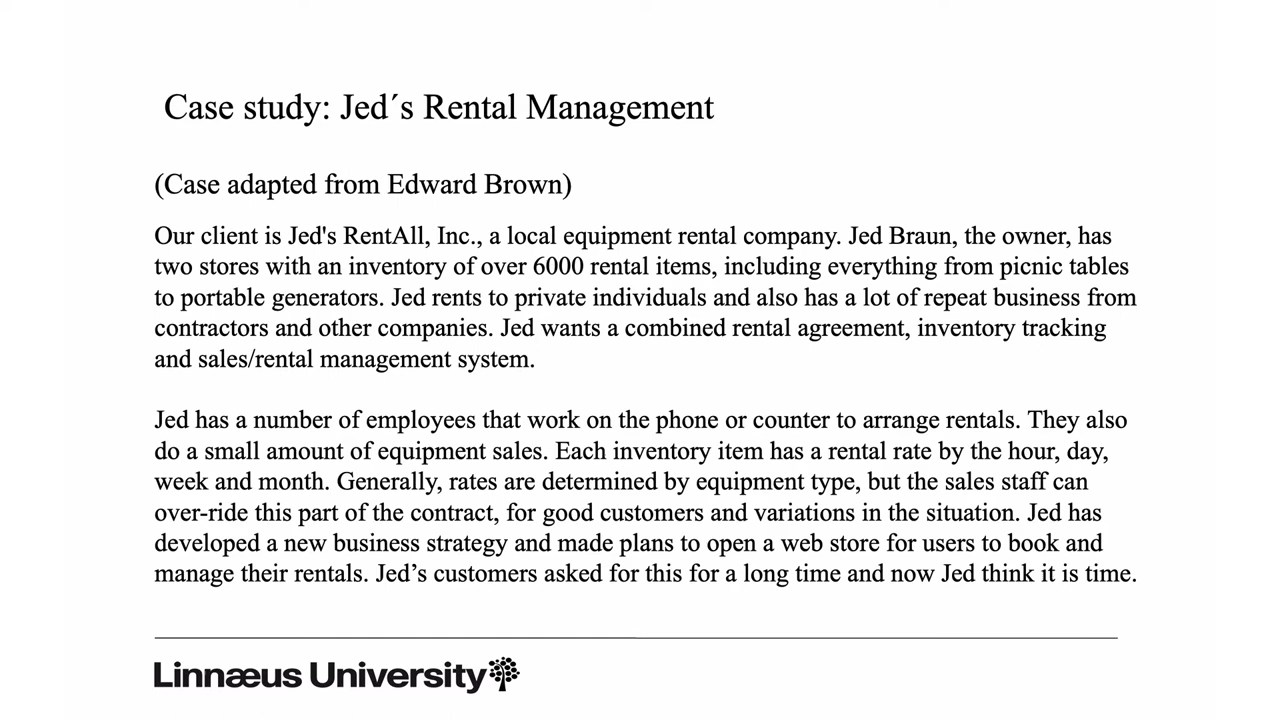 Case study: Jed´s Rental Management
(Case adapted from Edward Brown)
Our client is Jed's RentAll, Inc., a local equipment rental company. Jed Braun, the owner, has
two stores with an inventory of over 6000 rental items, including everything from picnic tables
to portable generators. Jed rents to private individuals and also has a lot of repeat business from
contractors and other companies. Jed wants a combined rental agreement, inventory tracking
and sales/rental management system.
Jed has a number of employees that work on the phone or counter to arrange rentals. They also
do a small amount of equipment sales. Each inventory item has a rental rate by the hour, day,
week and month. Generally, rates are determined by equipment type, but the sales staff can
over-ride this part of the contract, for good customers and variations in the situation. Jed has
developed a new business strategy and made plans to open a web store for users to book and
manage their rentals. Jed’s customers asked for this for a long time and now Jed think it is time.
Linnæus University